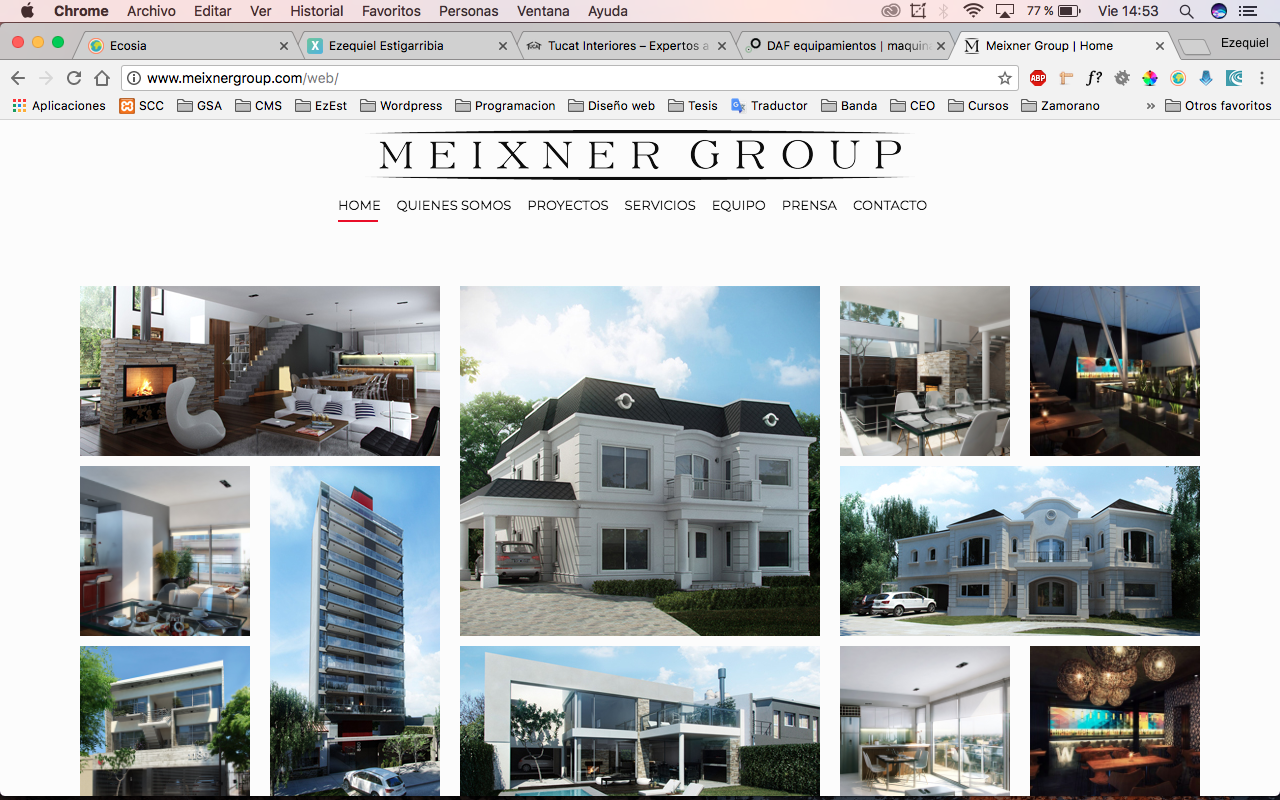 Chrome Archivo Editar Ver Historial Favoritos Personas Ventana Ayuda 77 % Vie 14:53
Ecosia Ezequiel Estigarribia Tucat Interiores – Expertos a DAF equipamientos | maquin Meixner Group | Home Ezequiel
www.meixnergroup.com/web/ ABP f?
Aplicaciones SCC GSA CMS EzEst Wordpress Programacion Diseño web Tesis Traductor Banda CEO Cursos Zamorano » Otros favoritos
MEIXNER GROUP
HOME QUIENES SOMOS PROYECTOS SERVICIOS EQUIPO PRENSA CONTACTO
W
W